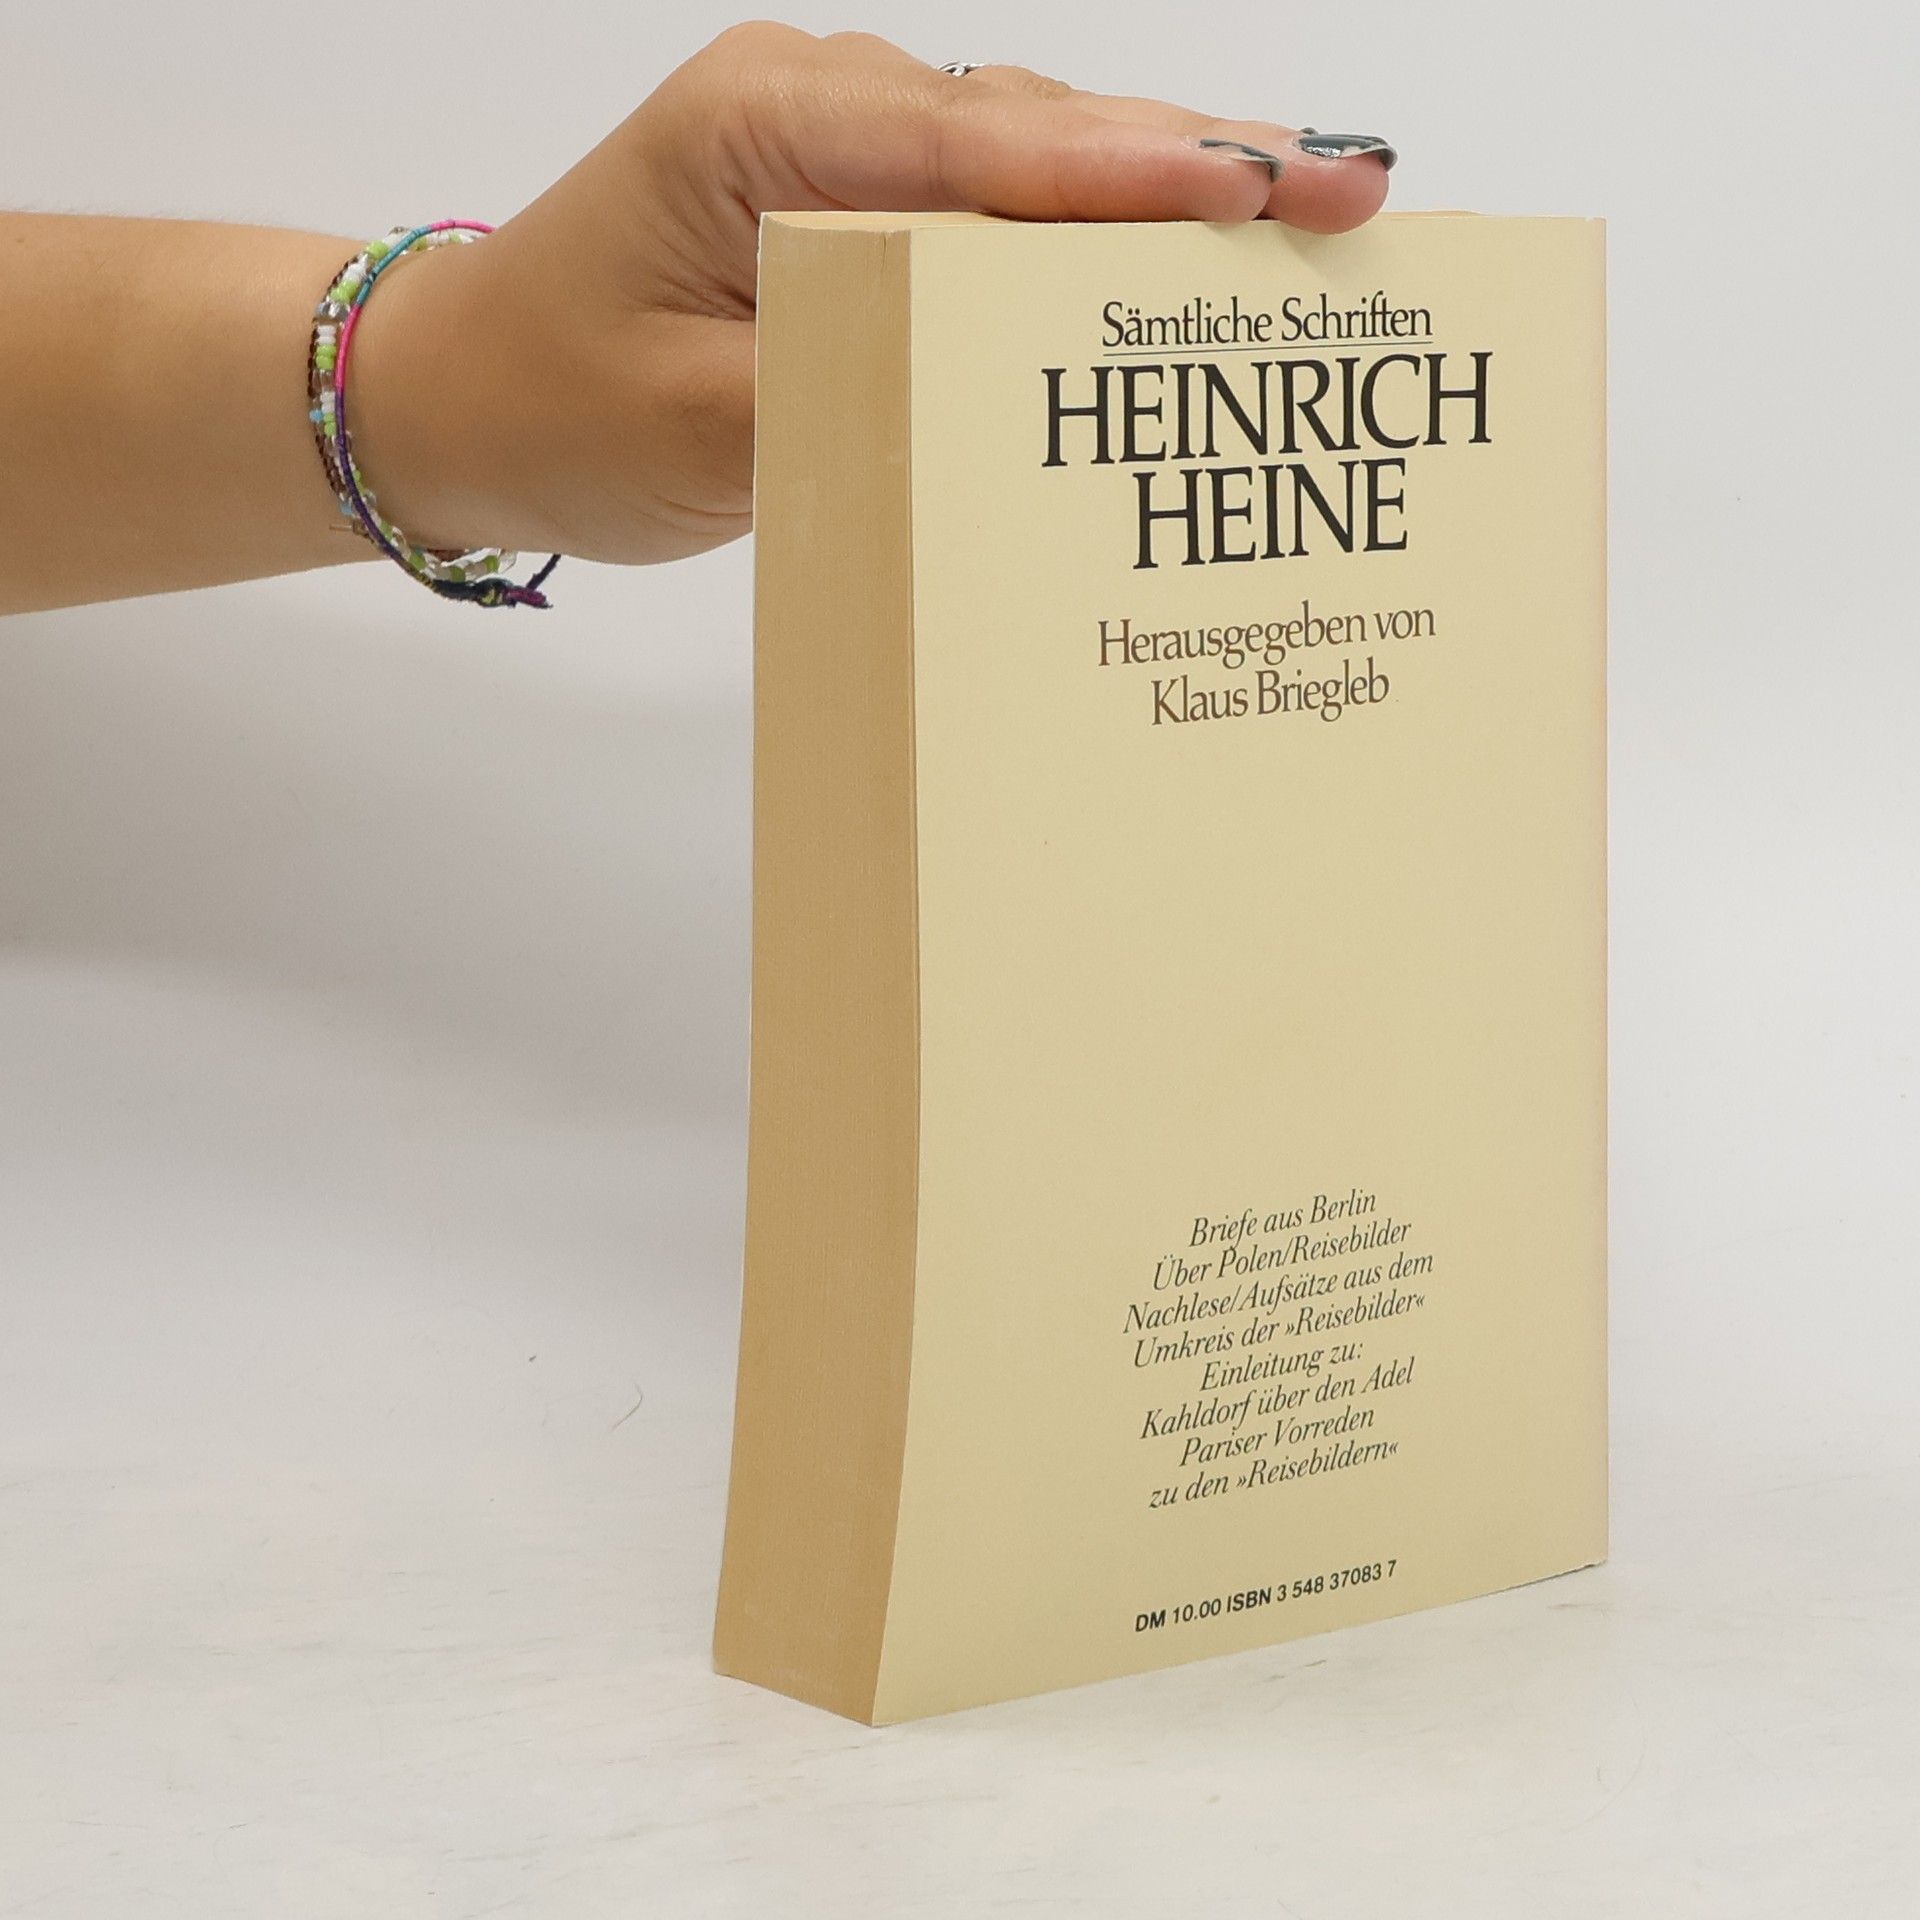 Sämtliche Schriften
HEINRICH
HEINE
Herausgegeben von
Klaus Briegleb
Briefe aus Berlin
Über Polen/Reisebilder
Nachlese/Aufsätze aus dem
Umkreis der »Reisebilder«
Einleitung zu:
Kahldorf über den Adel
Pariser Vorreden
zu den »Reisebildern«
DM 10.00 ISBN 3 548 37083 7